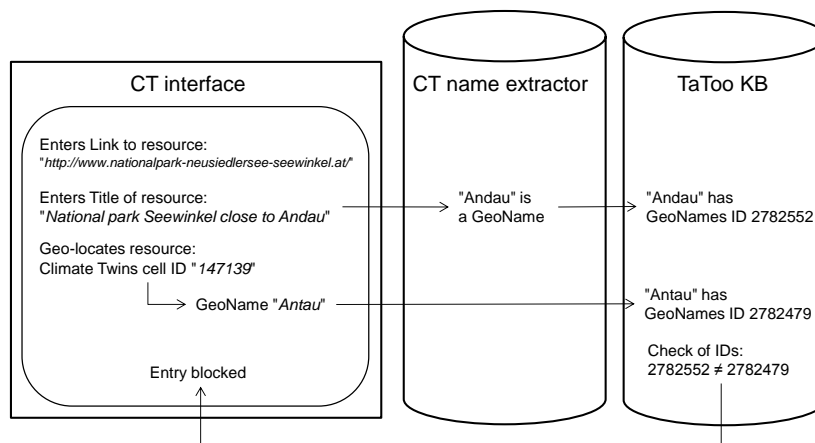 CT interface
CT name extractor
TaToo KB
Enters Link to resource:
"http://www.nationalpark-neusiedlersee-seewinkel.at/"
Enters Title of resource:
"National park Seewinkel close to Andau"
"Andau" is
a GeoName
"Andau" has
GeoNames ID 2782552
Geo-locates resource:
Climate Twins cell ID "147139"
GeoName "Antau"
"Antau" has
GeoNames ID 2782479
Check of IDs:
2782552 ≠ 2782479
Entry blocked